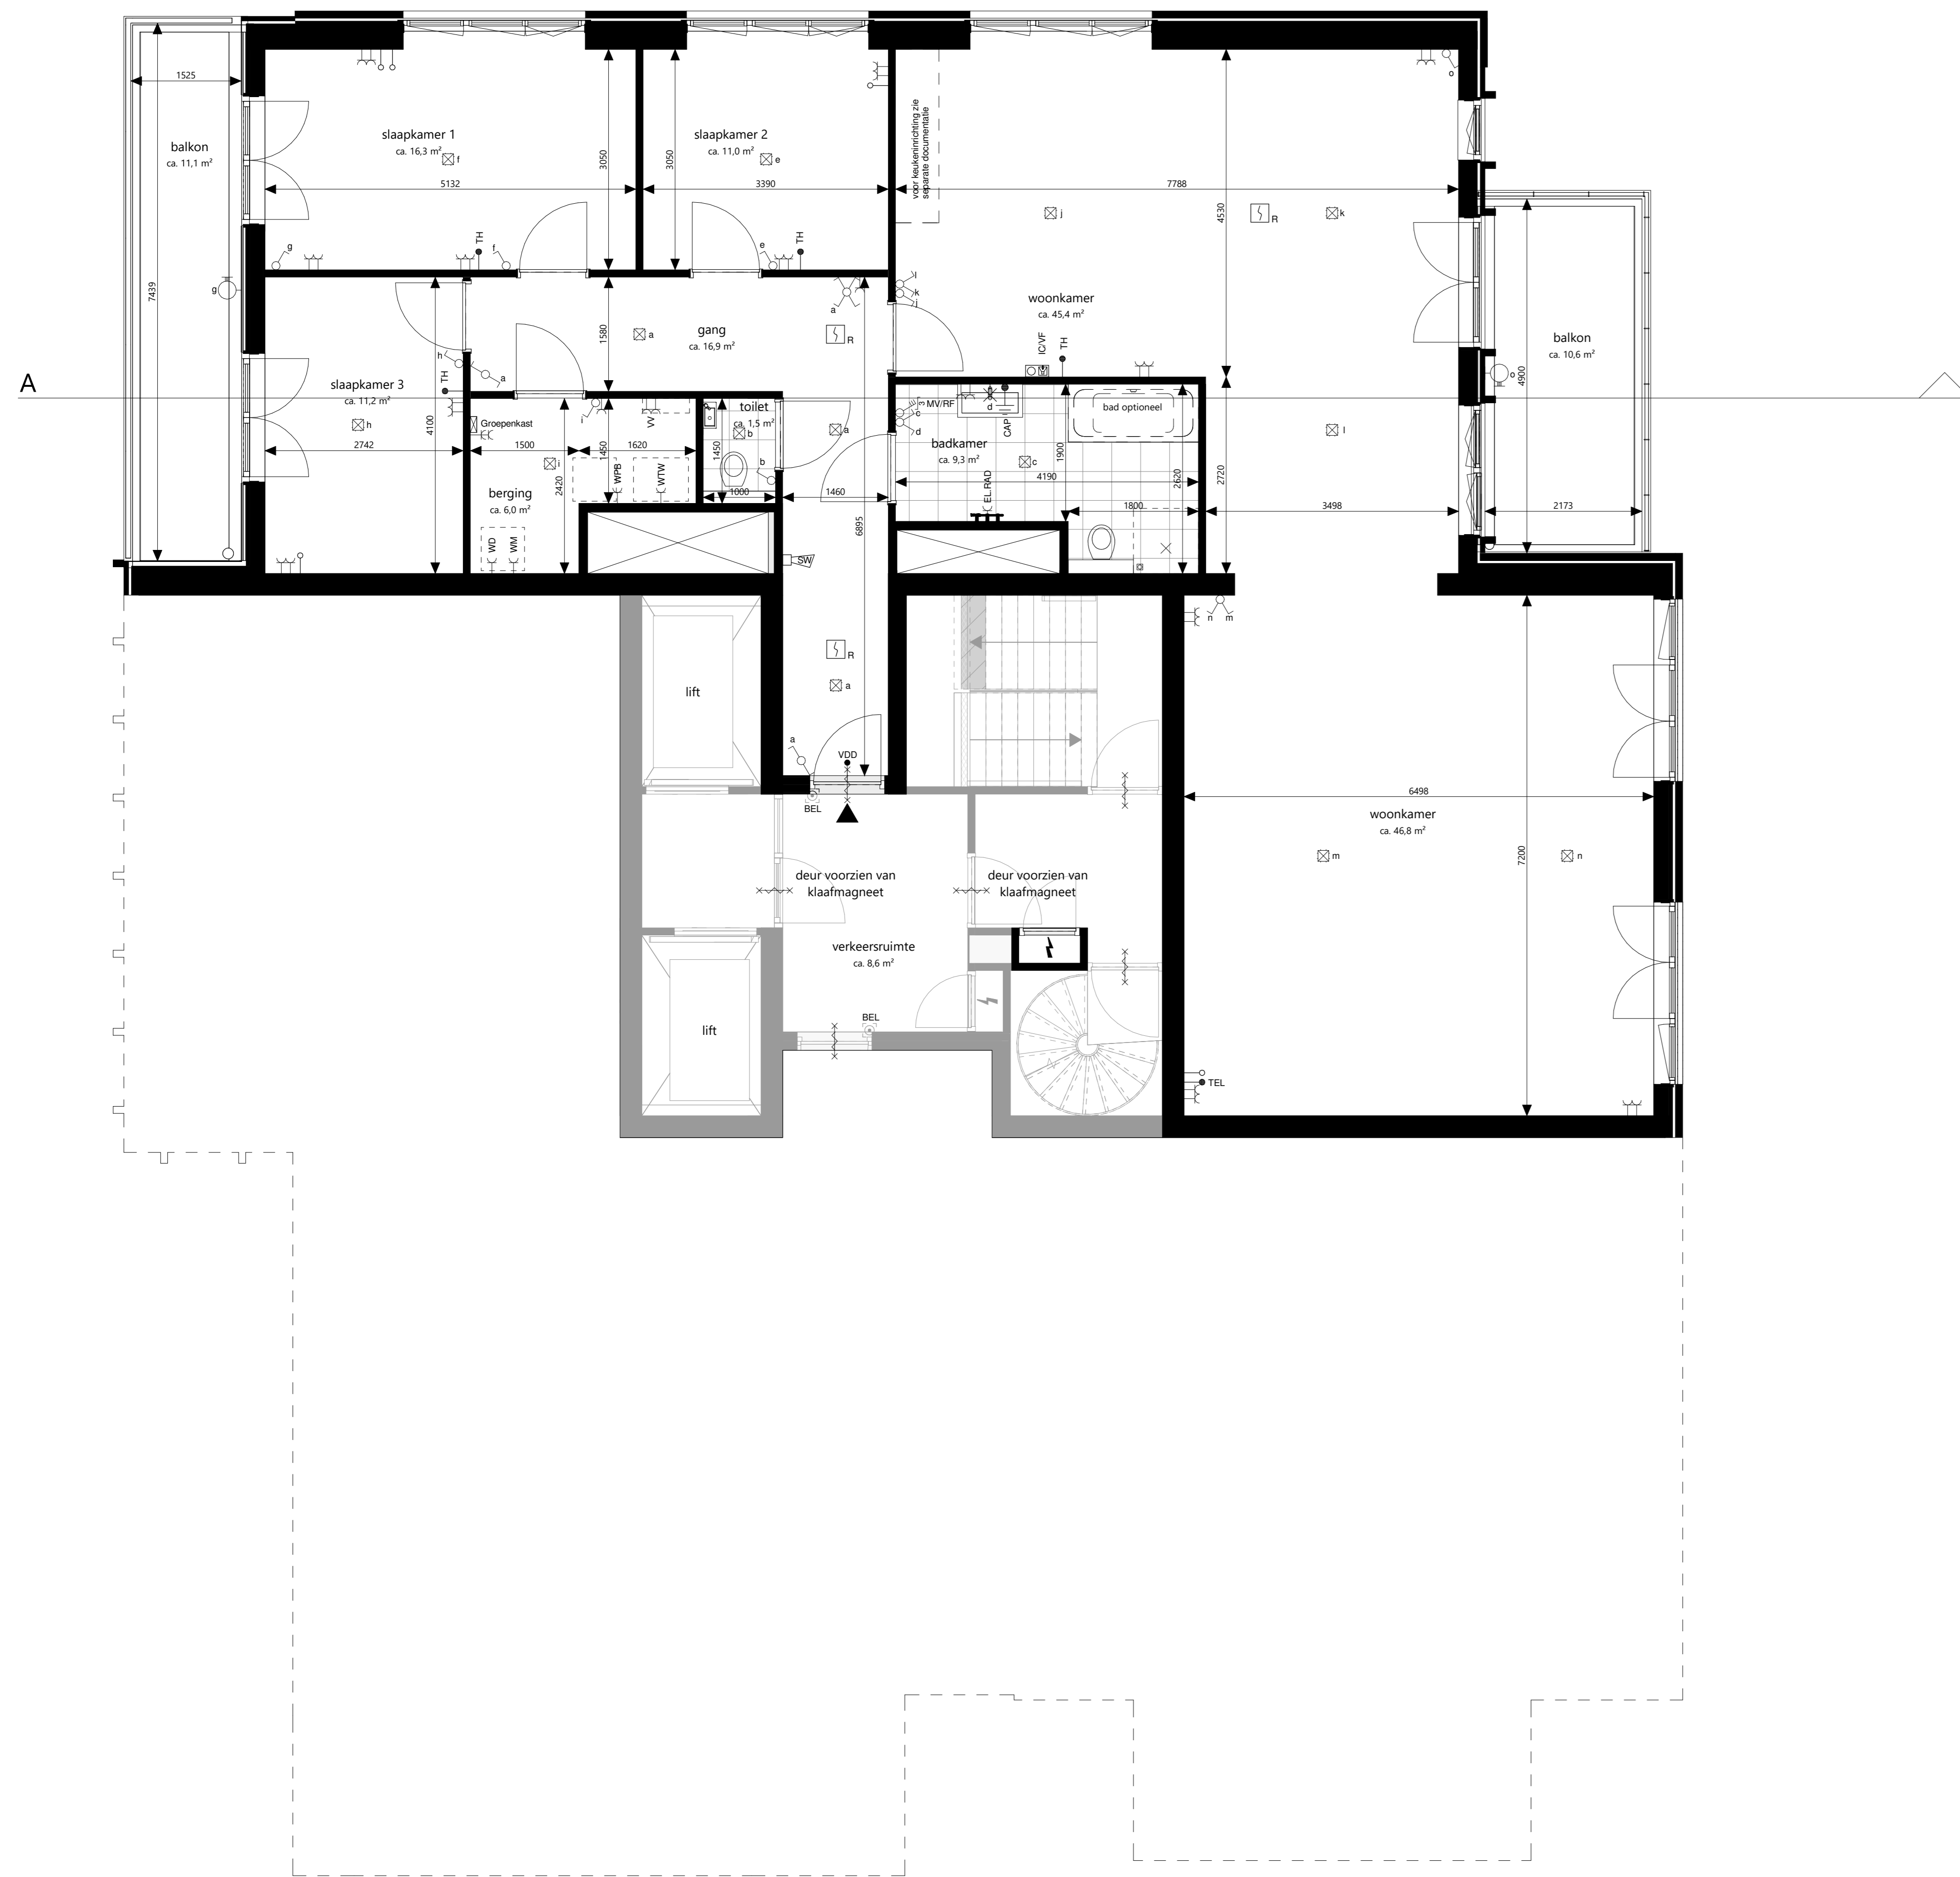 1525
balkon
ca. 11,1 m²
7439
g
slaapkamer 1
ca. 16,3 m²
f
5132
3050
g
TH
f
slaapkamer 2
ca. 11,0 m²
e
3050
3390
e
TH
voor keukeninrichting zie
separate documentatie
7788
4530
j
R
k
o
l
k
j
woonkamer
ca. 45,4 m²
IC/VF
TH
balkon
ca. 10,6 m²
4900
o
2173
A
slaapkamer 3
ca. 11,2 m²
h
2742
4100
h
TH
a
1580
a
gang
ca. 16,9 m²
a
R
6895
Groepenkast
1500
i
berging
ca. 6,0 m²
2420
WD
WM
i
1450
VV
1620
WPB
WTW
toilet
ca. 1,5 m²
b
1450
b
1000
a
1460
SW
3
MV/RF
c
d
d
CAP
badkamer
ca. 9,3 m²
c
1900
4190
EL.RAD
bad optioneel
2620
1800
2720
l
3498
R
a
a
VDD
BEL
lift
n
m
6498
woonkamer
ca. 46,8 m²
m
n
7200
TEL
deur voorzien van
klaafmagneet
deur voorzien van
klaafmagneet
verkeersruimte
ca. 8,6 m²
BEL
lift